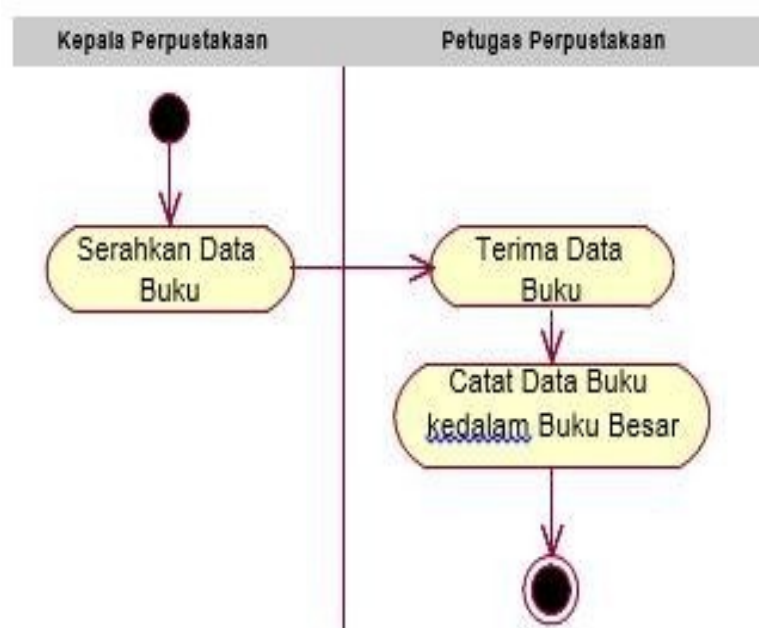 Kepala Perpustakaan
Petugas Perpustakaan
Serahkan Data
Buku
Terima Data
Buku
Catat Data Buku
kedalam Buku Besar